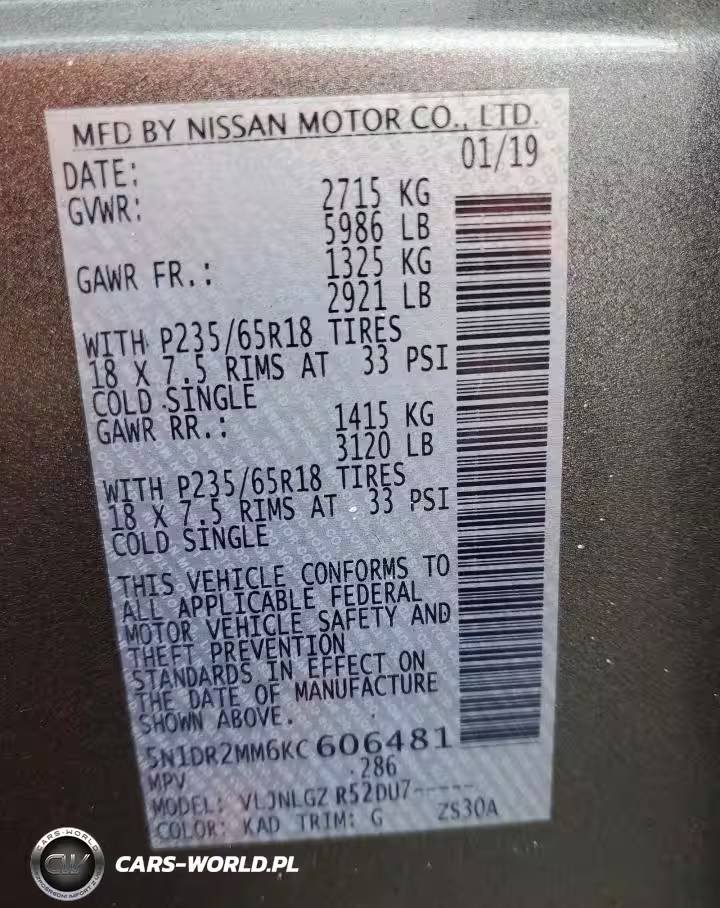 MFD BY NISSAN MOTOR CO., LTD.
DATE: 01/19
GVWR: 2715 KG
5986 LB
GAWR FR.: 1325 KG
2921 LB
WITH P235/65R18 TIRES
18 X 7.5 RIMS AT 33 PSI
COLD SINGLE
GAWR RR.: 1415 KG
3120 LB
WITH P235/65R18 TIRES
18 X 7.5 RIMS AT 33 PSI
COLD SINGLE
THIS VEHICLE CONFORMS TO
ALL APPLICABLE FEDERAL
MOTOR VEHICLE SAFETY AND
THEFT PREVENTION
STANDARDS IN EFFECT ON
THE DATE OF MANUFACTURE
SHOWN ABOVE.
5N1DR2MM6KC606481
MPV 286
MODEL: VLJNLGZ R52DU7-----
COLOR: KAD TRIM: G ZS30A
CARS-WORLD
CW
CARS-WORLD.PL